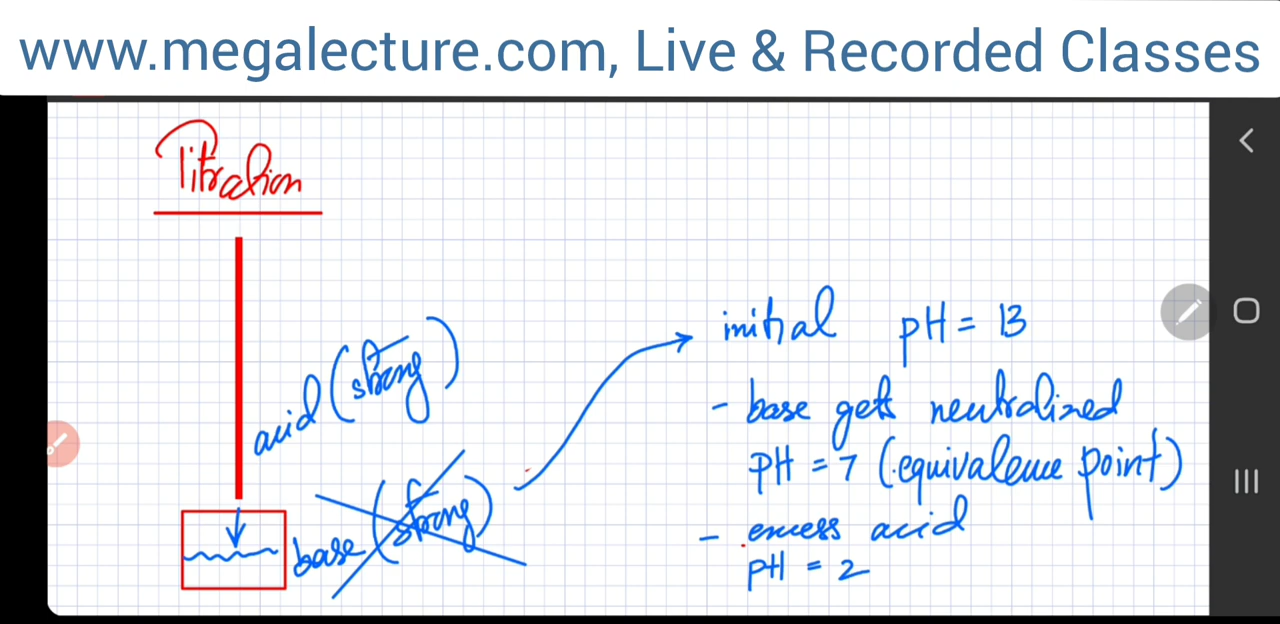 www.megalecture.com, Live & Recorded Classes
Titration
acid (strong)
base (strong)
initial pH = 13
- base gets neutralized
pH = 7 (equivalence point)
- excess acid
pH = 2